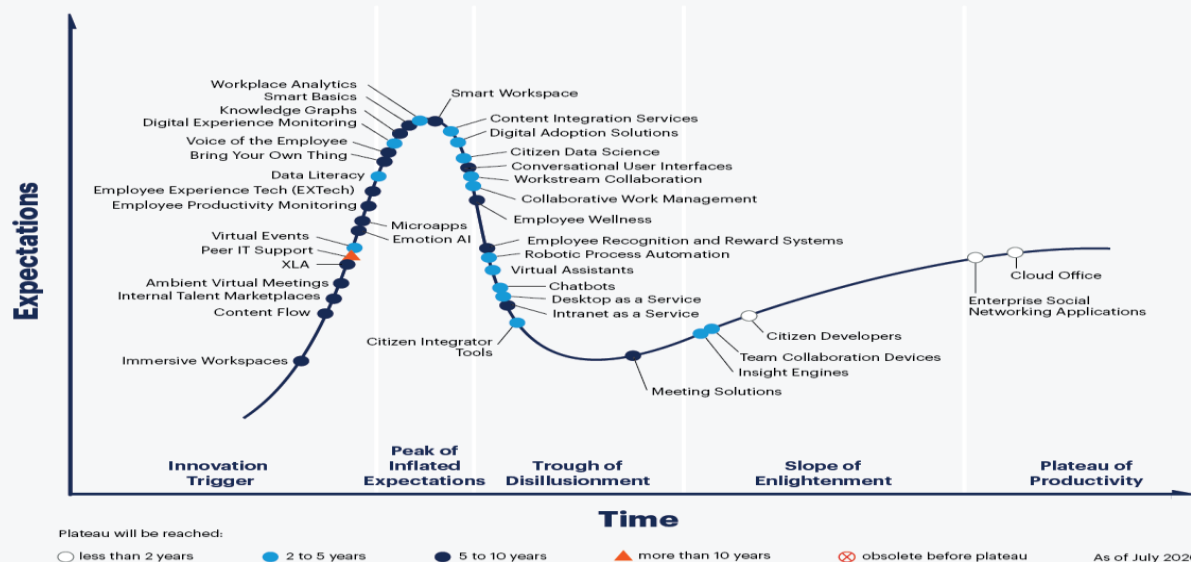 Expectations
Workplace Analytics
Smart Basics
Knowledge Graphs
Digital Experience Monitoring
Voice of the Employee
Bring Your Own Thing
Data Literacy
Employee Experience Tech (EXTech)
Employee Productivity Monitoring
Microapps
Emotion AI
Virtual Events
Peer IT Support
XLA
Ambient Virtual Meetings
Internal Talent Marketplaces
Content Flow
Immersive Workspaces
Smart Workspace
Content Integration Services
Digital Adoption Solutions
Citizen Data Science
Conversational User Interfaces
Workstream Collaboration
Collaborative Work Management
Employee Wellness
Employee Recognition and Reward Systems
Robotic Process Automation
Virtual Assistants
Chatbots
Desktop as a Service
Intranet as a Service
Citizen Integrator
Tools
Meeting Solutions
Insight Engines
Team Collaboration Devices
Citizen Developers
Enterprise Social
Networking Applications
Cloud Office
Innovation
Trigger
Peak of
Inflated
Expectations
Trough of
Disillusionment
Slope of
Enlightenment
Plateau of
Productivity
Time
Plateau will be reached:
less than 2 years
2 to 5 years
5 to 10 years
more than 10 years
obsolete before plateau
As of July 2020